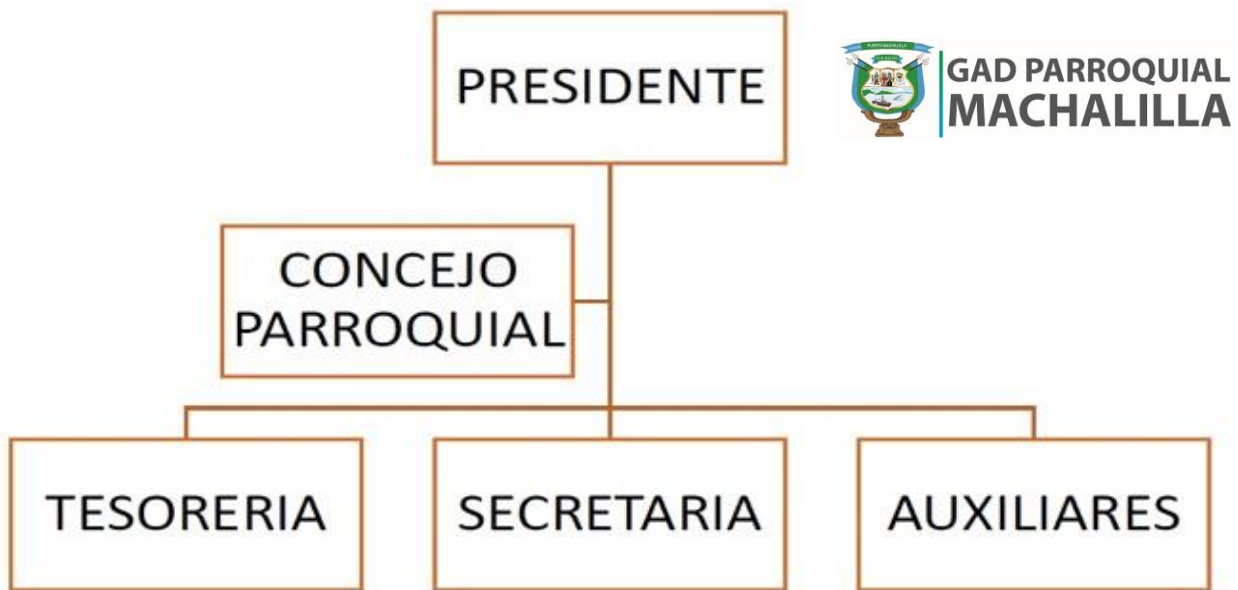 PRESIDENTE
GAD PARROQUIAL
MACHALILLA
CONCEJO
PARROQUIAL
TESORERIA
SECRETARIA
AUXILIARES